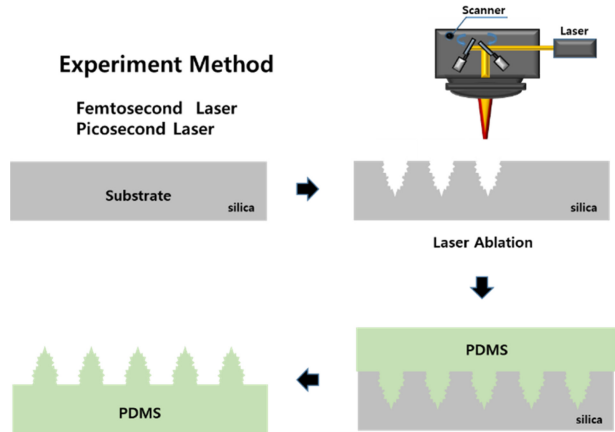 Scanner
Laser
Experiment Method
Femtosecond Laser
Picosecond Laser
Substrate
silica
silica
Laser Ablation
PDMS
silica
PDMS